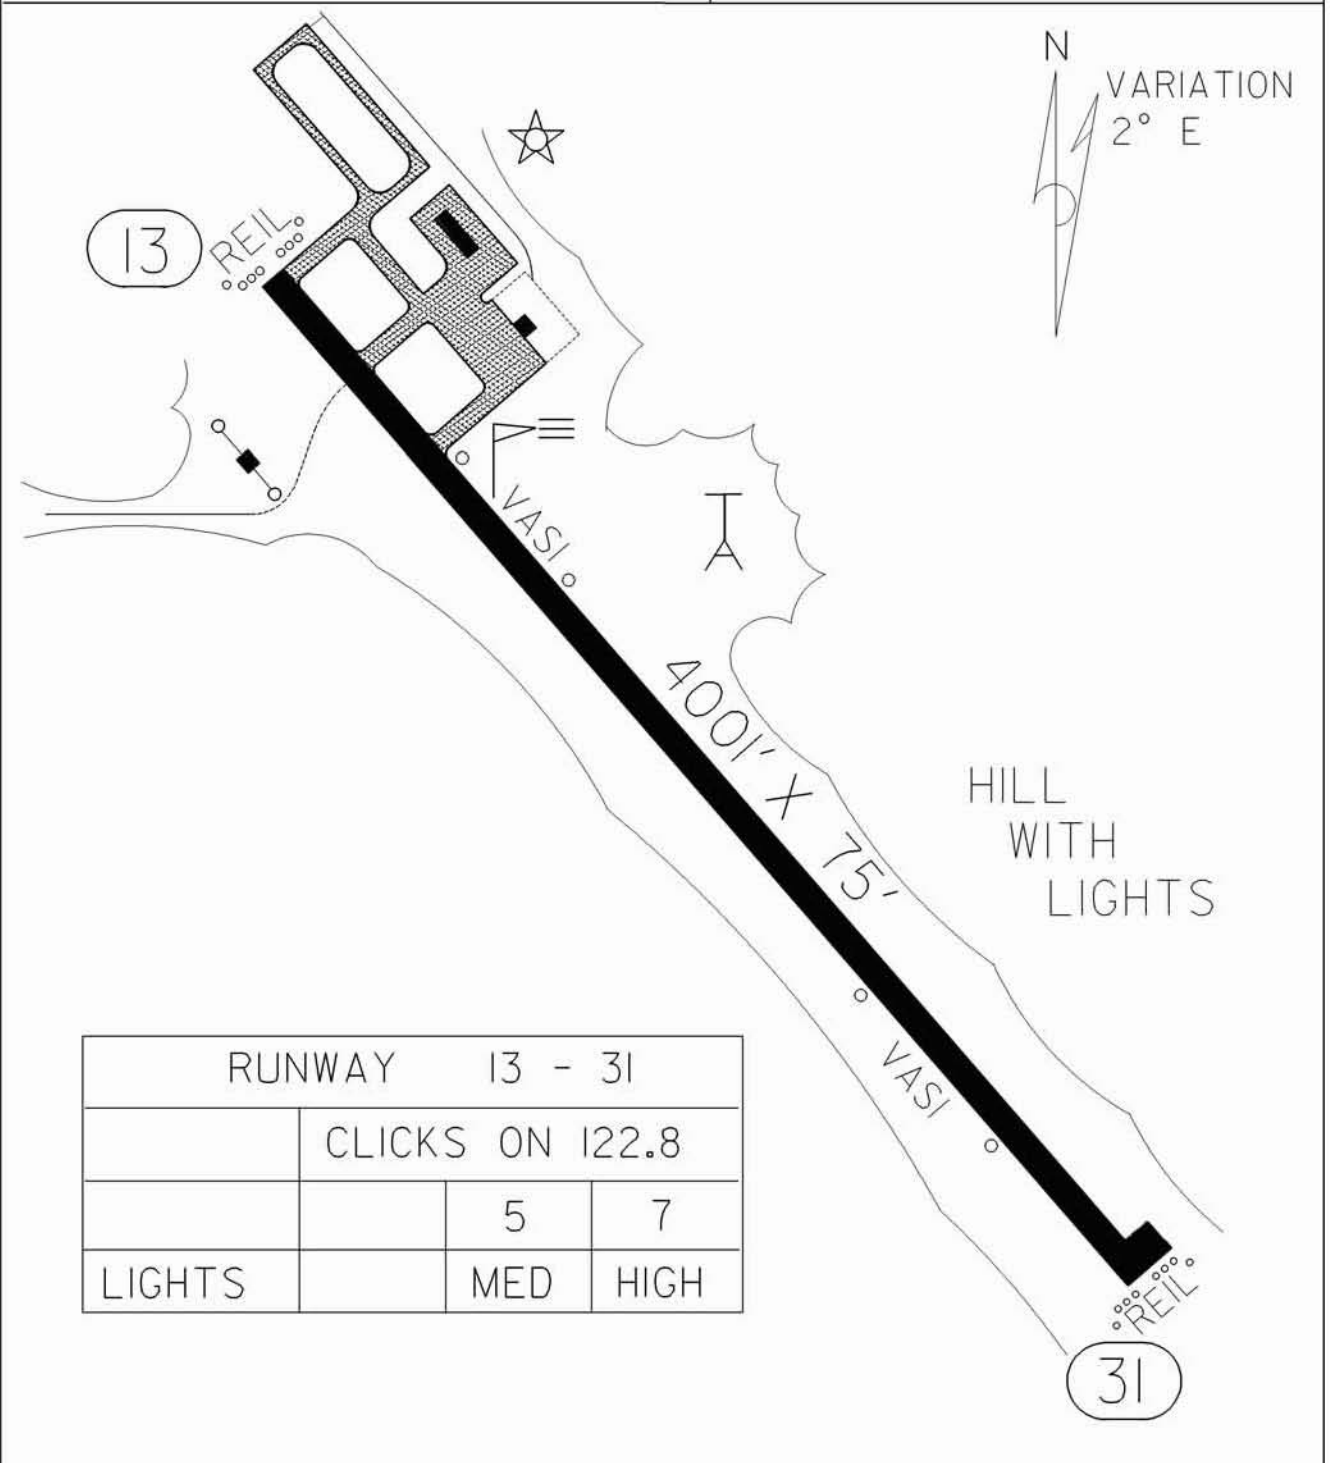 N
VARIATION
2° E
13
REIL
VASI
4001' X 75'
HILL
WITH
LIGHTS
VASI
RUNWAY 13 - 31
CLICKS ON 122.8
5 7
LIGHTS MED HIGH
REIL
31